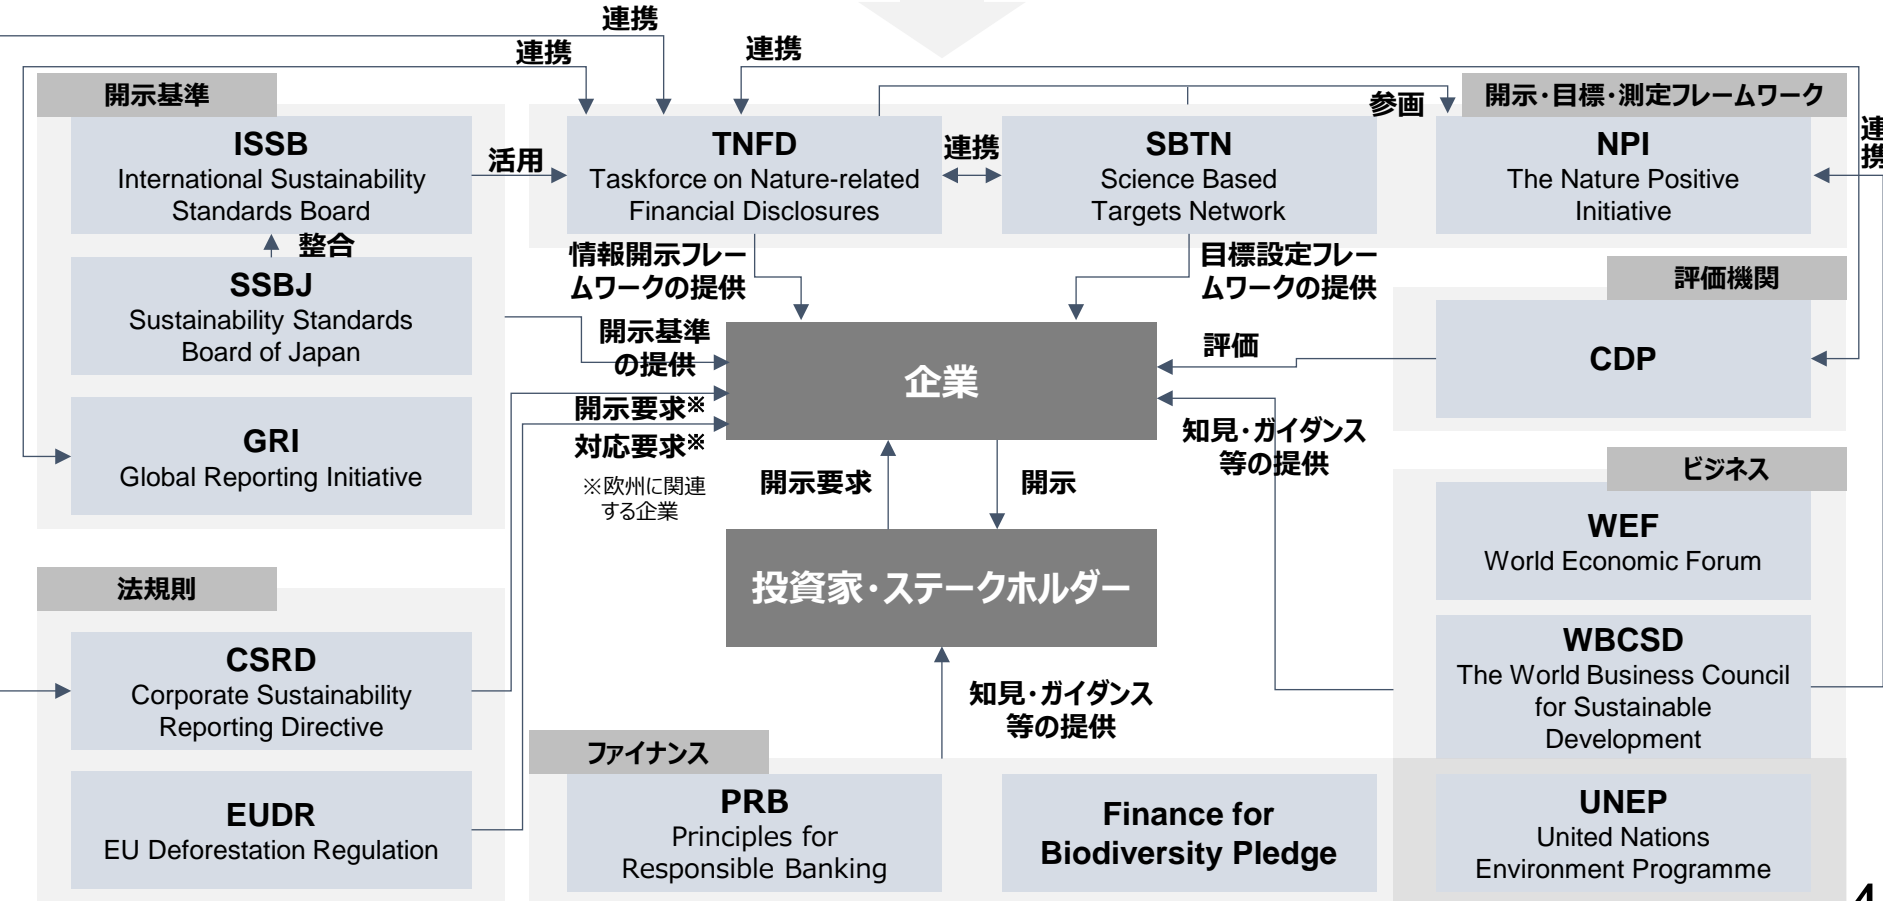 連携
連携
連携
開示基準
ISSB
International Sustainability
Standards Board
整合
SSBJ
Sustainability Standards
Board of Japan
GRI
Global Reporting Initiative
活用
TNFD
Taskforce on Nature-related
Financial Disclosures
連携
SBTN
Science Based
Targets Network
参画
開示・目標・測定フレームワーク
NPI
The Nature Positive
Initiative
連携
情報開示フレー
ムワークの提供
目標設定フレー
ムワークの提供
開示基準
の提供
開示要求※
対応要求※
※欧州に関連
する企業
企業
評価
評価機関
CDP
知見・ガイダンス
等の提供
開示要求
開示
投資家・ステークホルダー
ビジネス
WEF
World Economic Forum
WBCSD
The World Business Council
for Sustainable
Development
法規則
CSRD
Corporate Sustainability
Reporting Directive
EUDR
EU Deforestation Regulation
知見・ガイダンス
等の提供
ファイナンス
PRB
Principles for
Responsible Banking
Finance for
Biodiversity Pledge
UNEP
United Nations
Environment Programme
4